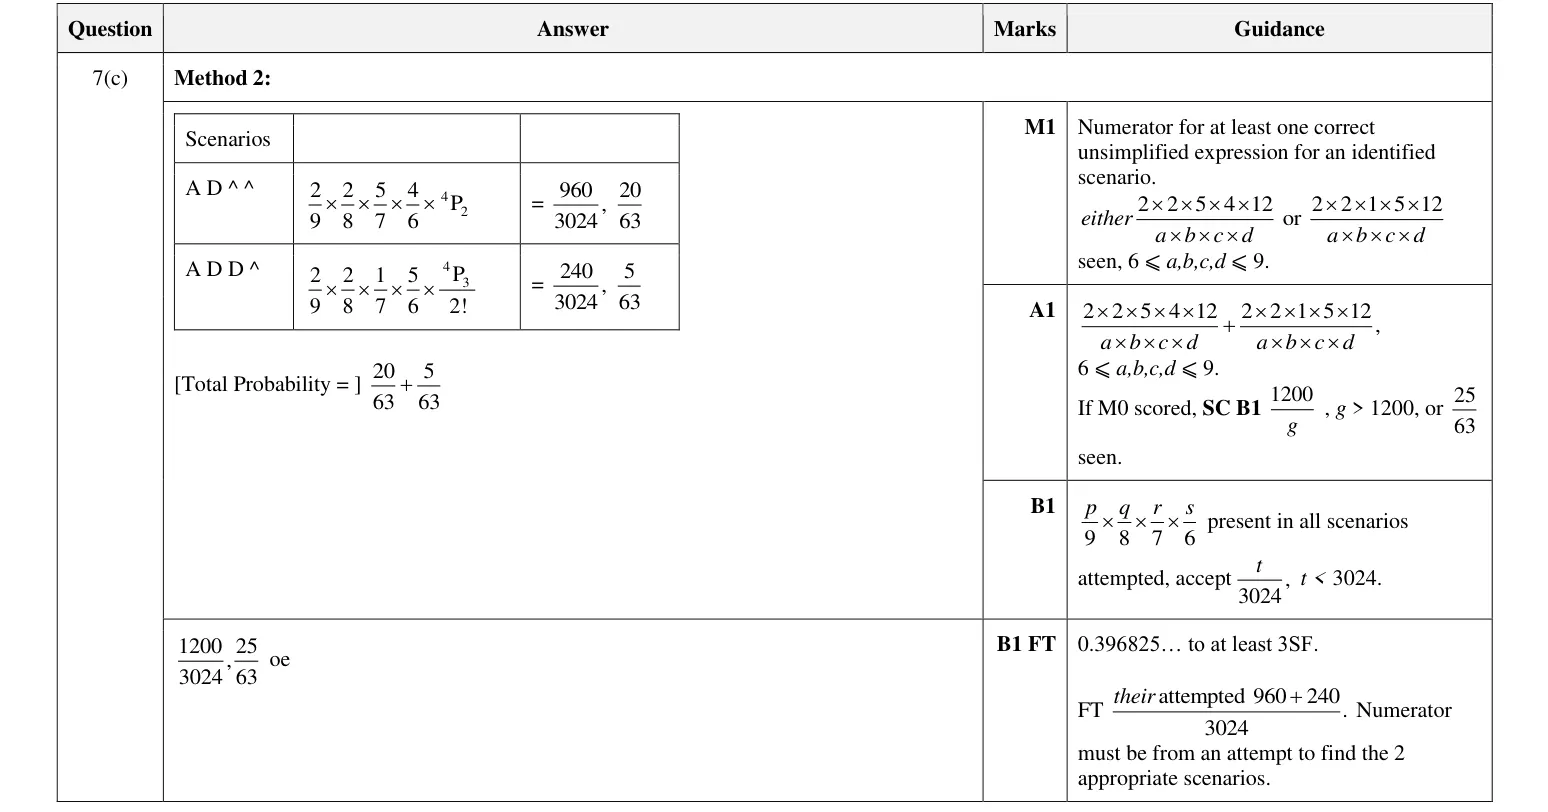 Question Answer Marks Guidance
7(c) Method 2:
Scenarios
A D ^ ^ 2/9 × 2/8 × 5/7 × 4/6 × ⁴P₂ = 960/3024, 20/63
A D D ^ 2/9 × 2/8 × 1/7 × 5/6 × ⁴P₃/2! = 240/3024, 5/63
[Total Probability = ] 20/63 + 5/63
M1 Numerator for at least one correct
unsimplified expression for an identified
scenario.
either 2×2×5×4×12/a×b×c×d or 2×2×1×5×12/a×b×c×d
seen, 6 ⩽ a,b,c,d ⩽ 9.
A1 2×2×5×4×12/a×b×c×d + 2×2×1×5×12/a×b×c×d,
6 ⩽ a,b,c,d ⩽ 9.
If M0 scored, SC B1 1200/g , g > 1200, or 25/63
seen.
B1 p/9 × q/8 × r/7 × s/6 present in all scenarios
attempted, accept t/3024, t < 3024.
1200/3024, 25/63 oe
B1 FT 0.396825… to at least 3SF.
FT their attempted 960 + 240/3024. Numerator
must be from an attempt to find the 2
appropriate scenarios.